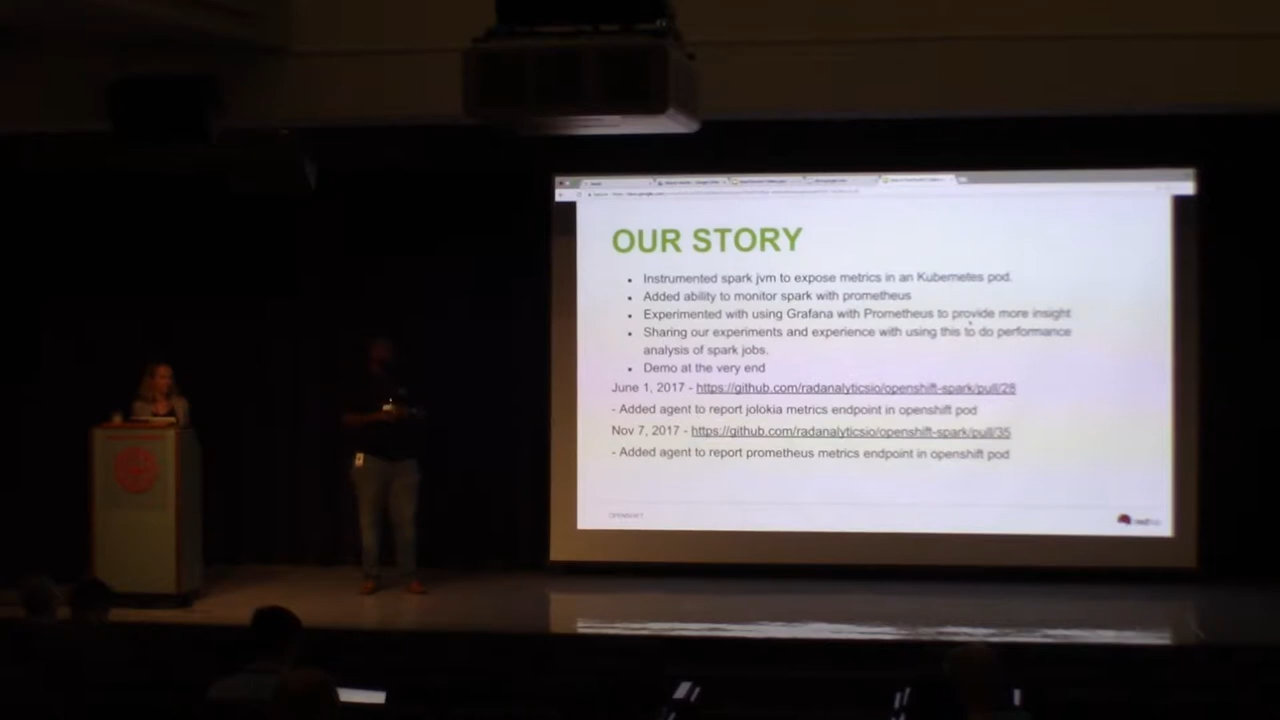 OUR STORY
• Instrumented spark jvm to expose metrics in an Kubernetes pod.
• Added ability to monitor spark with prometheus
• Experimented with using Grafana with Prometheus to provide more insight
• Sharing our experiments and experience with using this to do performance
analysis of spark jobs.
• Demo at the very end
June 1, 2017 - https://github.com/radanalyticsio/openshift-spark/pull/28
- Added agent to report jolokia metrics endpoint in openshift pod
Nov 7, 2017 - https://github.com/radanalyticsio/openshift-spark/pull/35
- Added agent to report prometheus metrics endpoint in openshift pod
OPENSHIFT